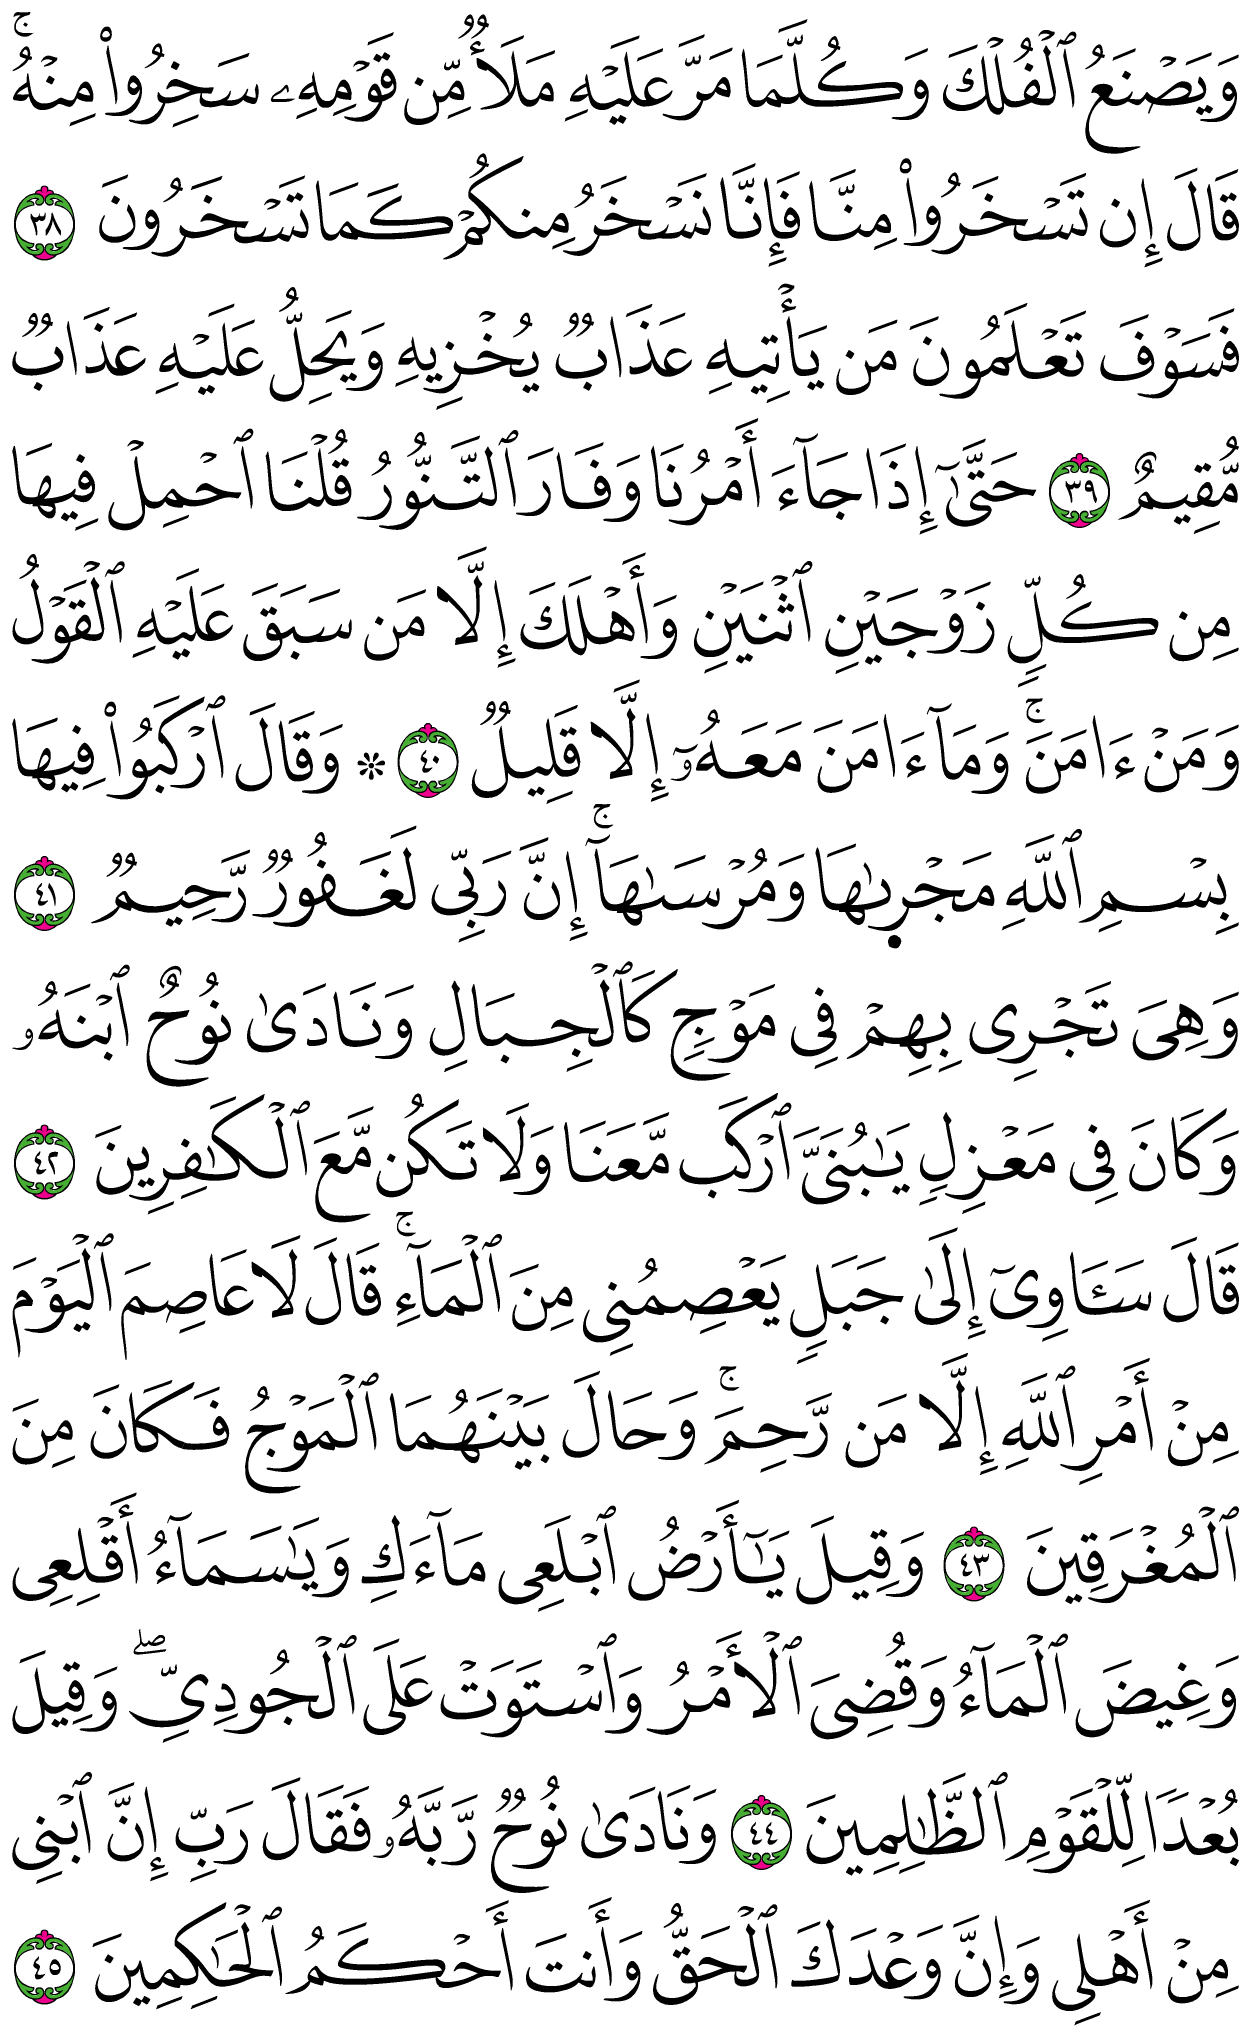 وَيَصۡنَعُ ٱلۡفُلۡكَ وَكُلَّمَا مَرَّ عَلَيۡهِ مَلَأٞ مِّن قَوۡمِهِۦ سَخِرُواْ مِنۡهُۚ
قَالَ إِن تَسۡخَرُواْ مِنَّا فَإِنَّا نَسۡخَرُ مِنكُمۡ كَمَا تَسۡخَرُونَ ٣٨
فَسَوۡفَ تَعۡلَمُونَ مَن يَأۡتِيهِ عَذَابٞ يُخۡزِيهِ وَيَحِلُّ عَلَيۡهِ عَذَابٞ
مُّقِيمٌ ٣٩ حَتَّىٰٓ إِذَا جَآءَ أَمۡرُنَا وَفَارَ ٱلتَّنُّورُ قُلۡنَا ٱحۡمِلۡ فِيهَا
مِن كُلّٖ زَوۡجَيۡنِ ٱثۡنَيۡنِ وَأَهۡلَكَ إِلَّا مَن سَبَقَ عَلَيۡهِ ٱلۡقَوۡلُ
وَمَنۡ ءَامَنَۚ وَمَآ ءَامَنَ مَعَهُۥٓ إِلَّا قَلِيلٞ ٤٠ ۞ وَقَالَ ٱرۡكَبُواْ فِيهَا
بِسۡمِ ٱللَّهِ مَجۡرٜىٰهَا وَمُرۡسَىٰهَآۚ إِنَّ رَبِّي لَغَفُورٞ رَّحِيمٞ ٤١
وَهِيَ تَجۡرِي بِهِمۡ فِي مَوۡجٖ كَٱلۡجِبَالِ وَنَادَىٰ نُوحٌ ٱبۡنَهُۥ
وَكَانَ فِي مَعۡزِلٖ يَٰبُنَيَّ ٱرۡكَب مَّعَنَا وَلَا تَكُن مَّعَ ٱلۡكَٰفِرِينَ ٤٢
قَالَ سَـَٔاوِيٓ إِلَىٰ جَبَلٖ يَعۡصِمُنِي مِنَ ٱلۡمَآءِۚ قَالَ لَا عَاصِمَ ٱلۡيَوۡمَ
مِنۡ أَمۡرِ ٱللَّهِ إِلَّا مَن رَّحِمَۚ وَحَالَ بَيۡنَهُمَا ٱلۡمَوۡجُ فَكَانَ مِنَ
ٱلۡمُغۡرَقِينَ ٤٣ وَقِيلَ يَٰٓأَرۡضُ ٱبۡلَعِي مَآءَكِ وَيَٰسَمَآءُ أَقۡلِعِي
وَغِيضَ ٱلۡمَآءُ وَقُضِيَ ٱلۡأَمۡرُ وَٱسۡتَوَتۡ عَلَى ٱلۡجُودِيِّۖ وَقِيلَ
بُعۡدٗا لِّلۡقَوۡمِ ٱلظَّٰلِمِينَ ٤٤ وَنَادَىٰ نُوحٞ رَّبَّهُۥ فَقَالَ رَبِّ إِنَّ ٱبۡنِي
مِنۡ أَهۡلِي وَإِنَّ وَعۡدَكَ ٱلۡحَقُّ وَأَنتَ أَحۡكَمُ ٱلۡحَٰكِمِينَ ٤٥